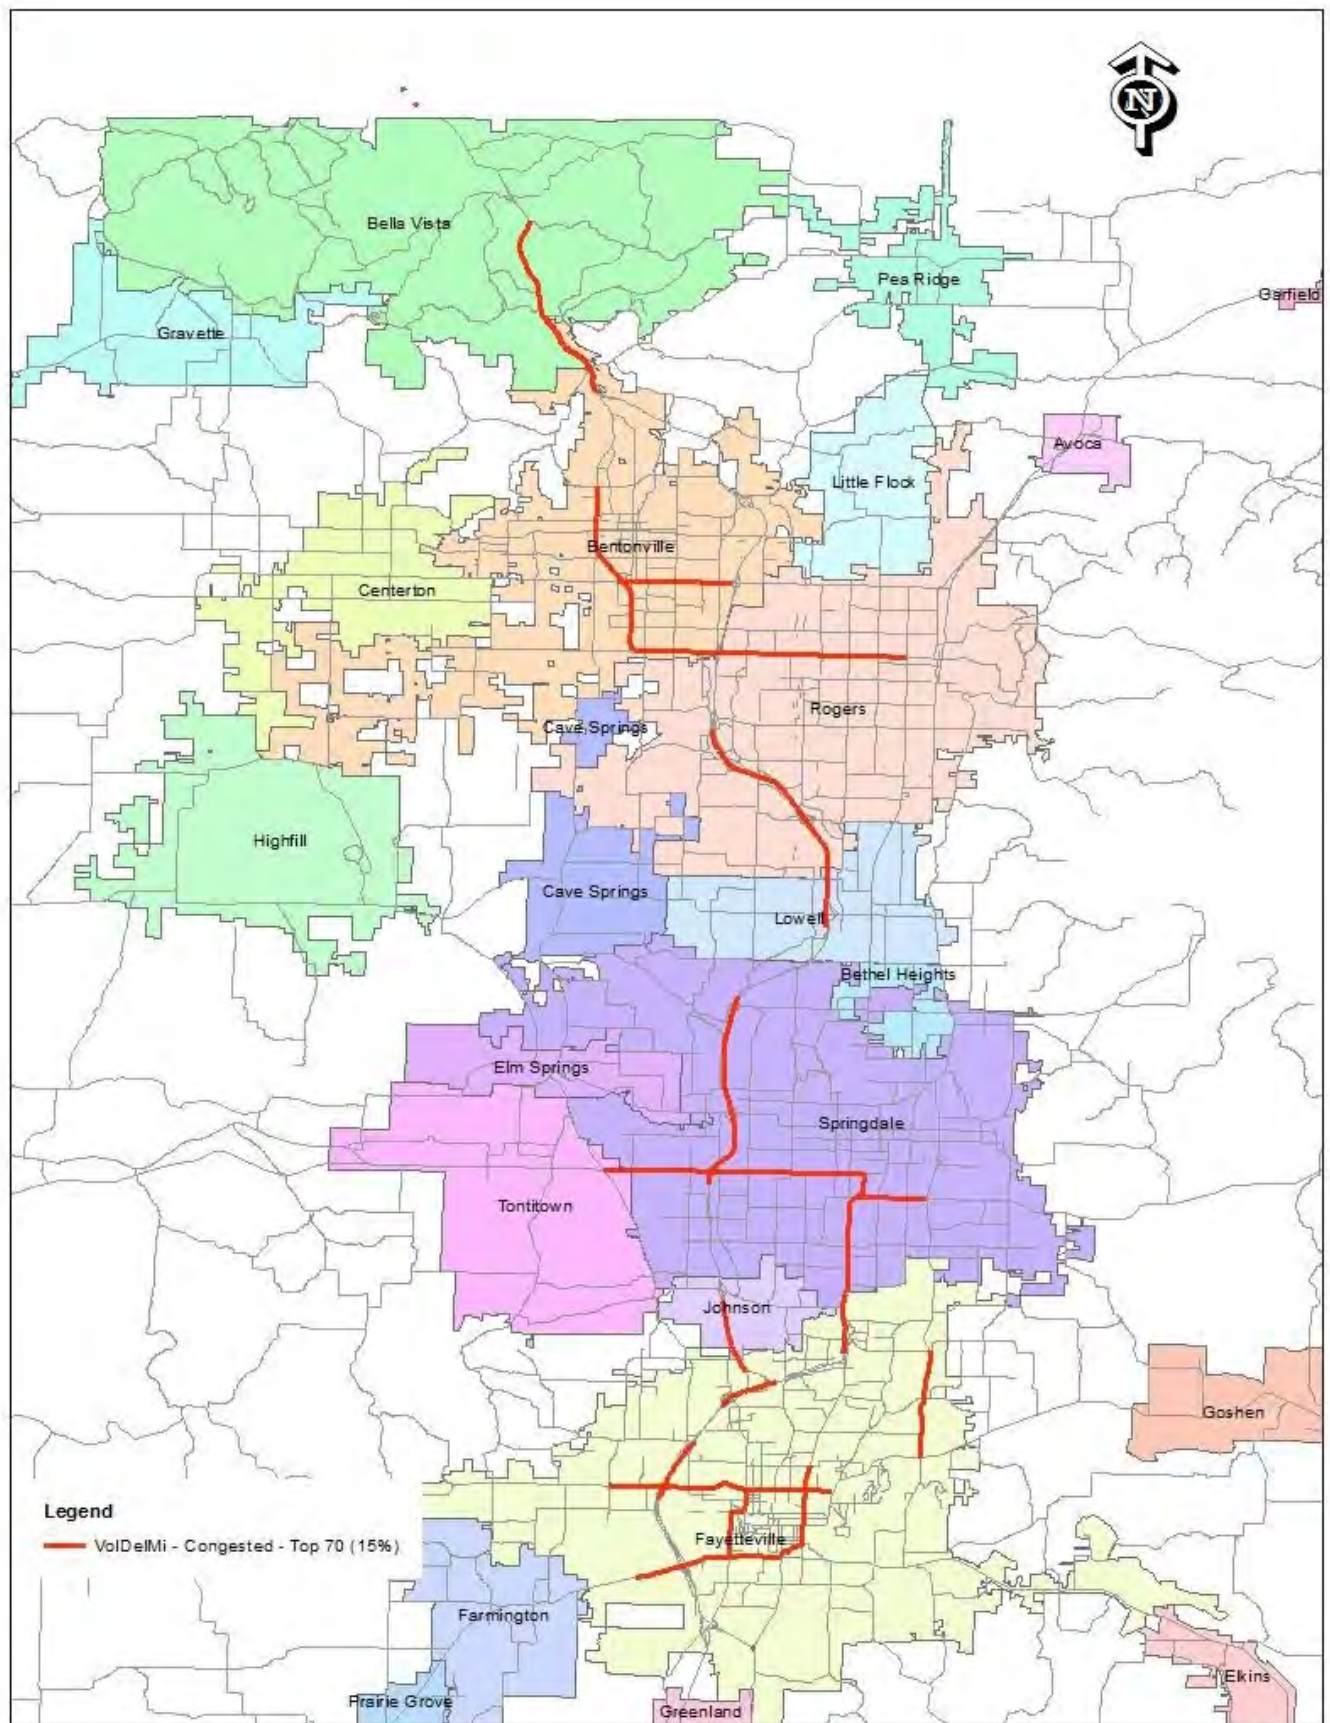 N
Bella Vista
Pea Ridge
Garfield
Gravette
Avoca
Little Flock
Bentonville
Centerton
Rogers
Cave Springs
Highfill
Cave Springs
Lowell
Bethel Heights
Elm Springs
Springdale
Tontitown
Johnson
Goshen
Legend
VolDelMi - Congested - Top 70 (15%)
Fayetteville
Farmington
Elkins
Prairie Grove
Greenland